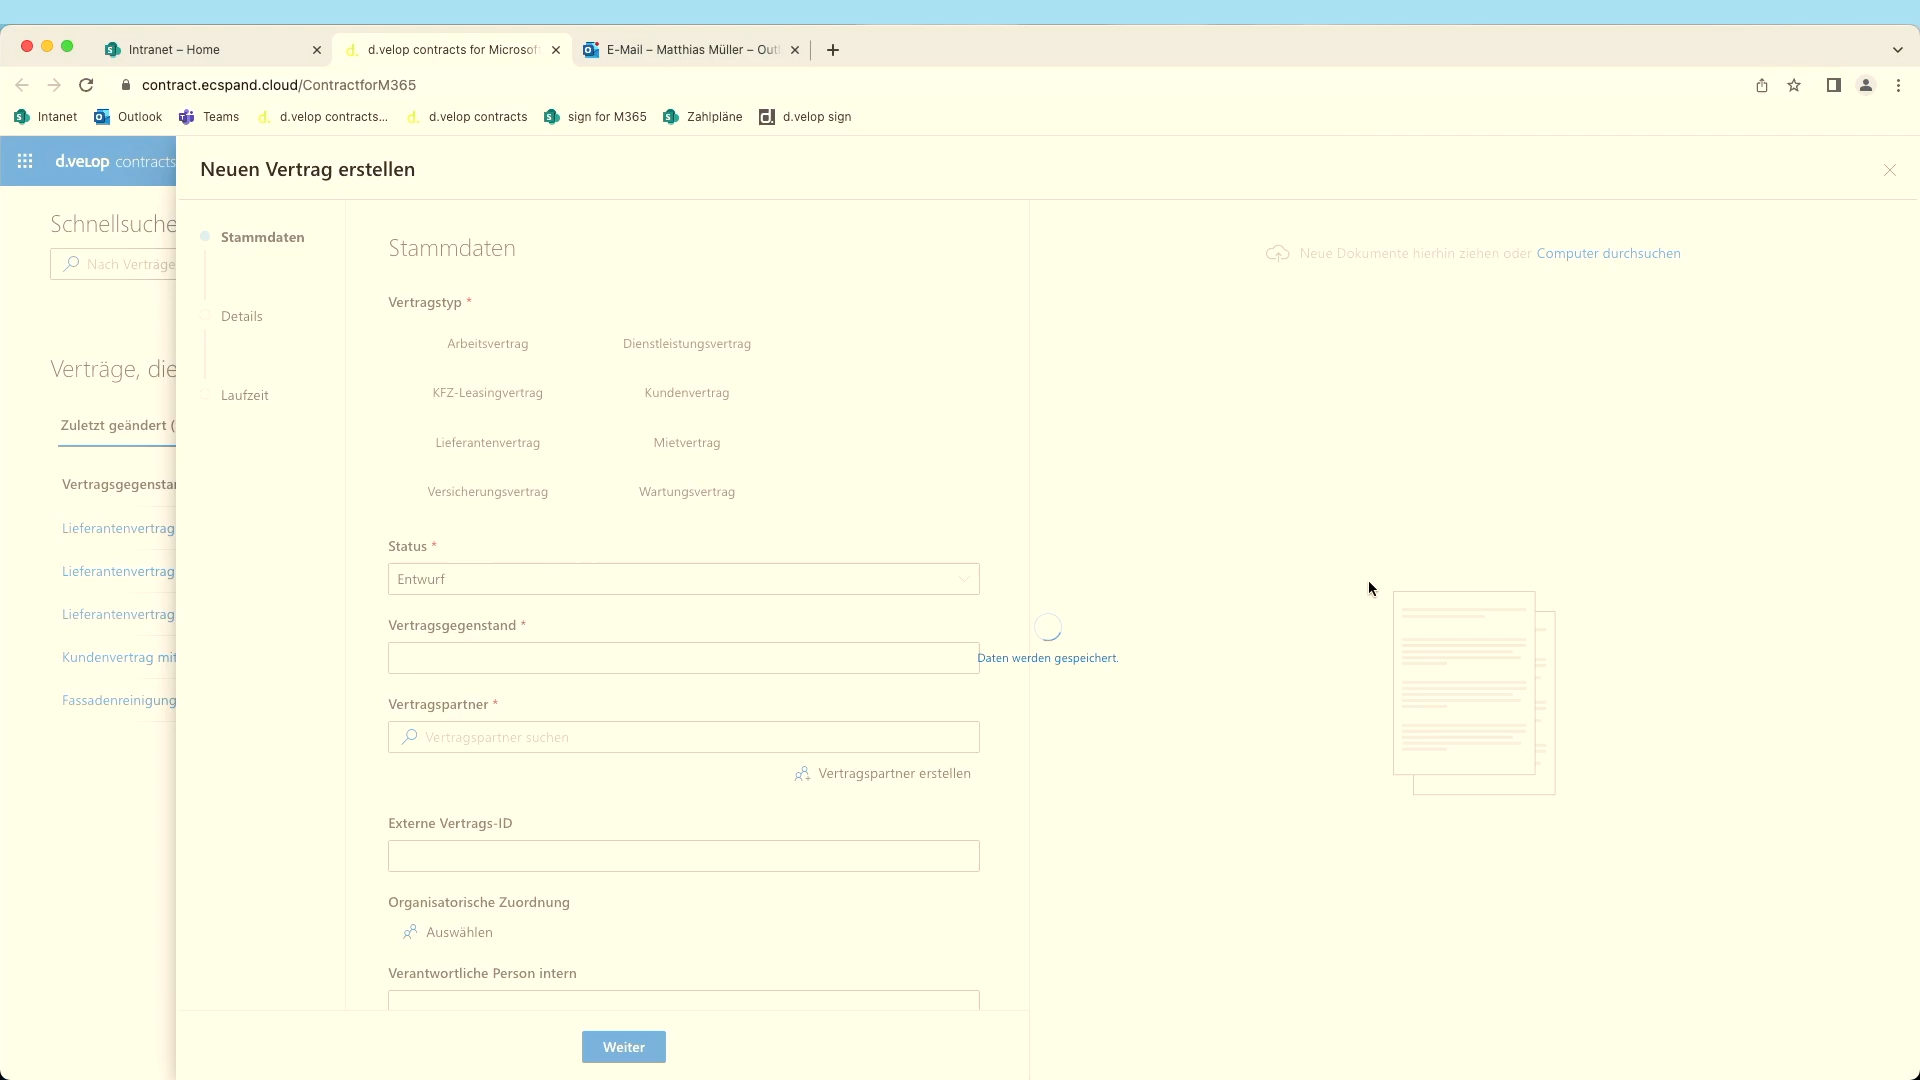 Intranet – Home
d.velop contracts for Microsof
E-Mail – Matthias Müller – Out
contract.ecspand.cloud/ContractforM365
Intanet
Outlook
Teams
d.velop contracts...
d.velop contracts
sign for M365
Zahlpläne
d.velop sign
d.velop contracts
Neuen Vertrag erstellen
Schnellsuche
Nach Verträge
Verträge, die
Zuletzt geändert (
Vertragsgegenstan
Lieferantenvertrag
Lieferantenvertrag
Lieferantenvertrag
Kundenvertrag mit
Fassadenreinigung
Stammdaten
Details
Laufzeit
Stammdaten
Vertragstyp *
Arbeitsvertrag
Dienstleistungsvertrag
KFZ-Leasingvertrag
Kundenvertrag
Lieferantenvertrag
Mietvertrag
Versicherungsvertrag
Wartungsvertrag
Status *
Entwurf
Vertragsgegenstand *
Vertragspartner *
Vertragspartner suchen
Vertragspartner erstellen
Externe Vertrags-ID
Organisatorische Zuordnung
Auswählen
Verantwortliche Person intern
Weiter
Daten werden gespeichert.
Neue Dokumente hierhin ziehen oder Computer durchsuchen